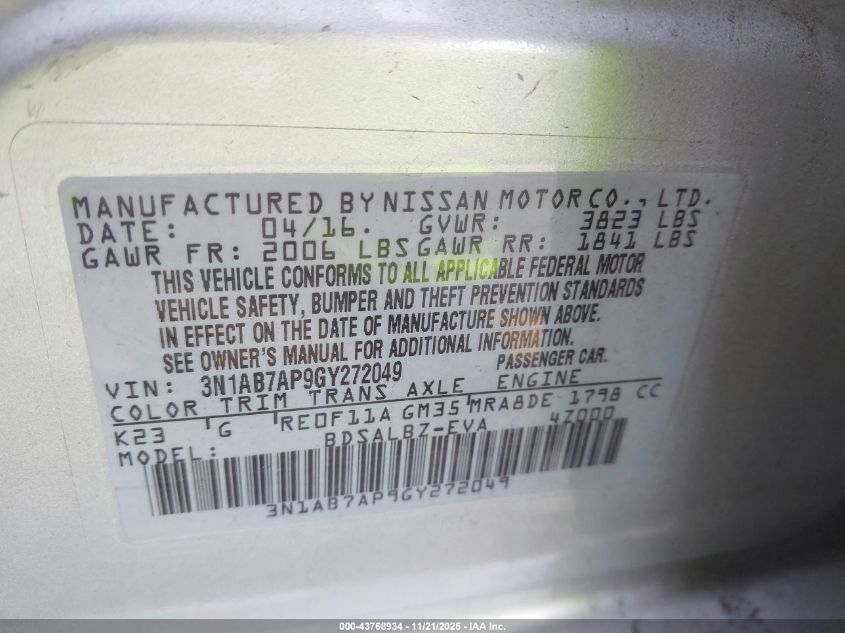 MANUFACTURED BY NISSAN MOTOR CO., LTD.
DATE: 04/16. GVWR: 3823 LBS
GAWR FR: 2006 LBS GAWR RR: 1841 LBS
THIS VEHICLE CONFORMS TO ALL APPLICABLE FEDERAL MOTOR
VEHICLE SAFETY, BUMPER AND THEFT PREVENTION STANDARDS
IN EFFECT ON THE DATE OF MANUFACTURE SHOWN ABOVE.
SEE OWNER'S MANUAL FOR ADDITIONAL INFORMATION.
VIN: 3N1AB7AP9GY272049 PASSENGER CAR.
COLOR TRIM TRANS AXLE ENGINE
K23 G RE0F11A GM35 MRA8DE 1798 CC
MODEL: BDSALBZ-EVA 4Z000
3N1AB7AP9GY272049
000-43768934 - 11/21/2025 - IAA Inc.